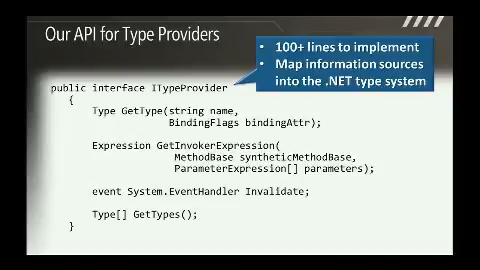 Our API for Type Providers
• 100+ lines to implement
• Map information sources
into the .NET type system
public interface ITypeProvider
{
Type GetType(string name,
BindingFlags bindingAttr);
Expression GetInvokerExpression(
MethodBase syntheticMethodBase,
ParameterExpression[] parameters);
event System.EventHandler Invalidate;
Type[] GetTypes();
}